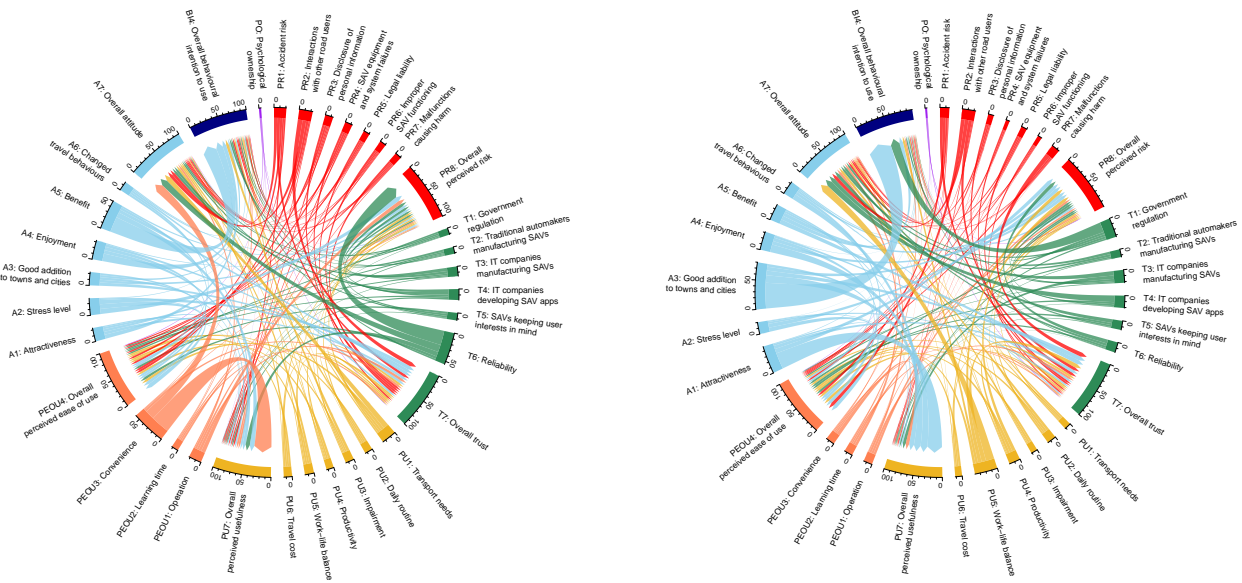 BI4: Overall behavioural
intention to use
PO: Psychological
ownership
PR1: Accident risk
PR2: Interactions
with other road users
PR3: Disclosure of
personal information
PR4: SAV equipment
and system failures
PR5: Legal liability
PR6: Improper
SAV functioning
PR7: Malfunctions
causing harm
PR8: Overall
perceived risk
T1: Government
regulation
T2: Traditional automakers
manufacturing SAVs
T3: IT companies
manufacturing SAVs
T4: IT companies
developing SAV apps
T5: SAVs keeping user
interests in mind
T6: Reliability
T7: Overall trust
PU1: Transport needs
PU2: Daily routine
PU3: Impairment
PU4: Productivity
PU5: Work−life balance
PU6: Travel cost
PU7: Overall
perceived usefulness
PEOU1: Operation
PEOU2: Learning time
PEOU3: Convenience
PEOU4: Overall
perceived ease of use
A1: Attractiveness
A2: Stress level
A3: Good addition
to towns and cities
A4: Enjoyment
A5: Benefit
A6: Changed
travel behaviours
A7: Overall attitude
BI4: Overall behavioural
intention to use
PO: Psychological
ownership
PR1: Accident risk
PR2: Interactions
with other road users
PR3: Disclosure of
personal information
PR4: SAV equipment
and system failures
PR5: Legal liability
PR6: Improper
SAV functioning
PR7: Malfunctions
causing harm
PR8: Overall
perceived risk
T1: Government
regulation
T2: Traditional automakers
manufacturing SAVs
T3: IT companies
manufacturing SAVs
T4: IT companies
developing SAV apps
T5: SAVs keeping user
interests in mind
T6: Reliability
T7: Overall trust
PU1: Transport needs
PU2: Daily routine
PU3: Impairment
PU4: Productivity
PU5: Work−life balance
PU6: Travel cost
PU7: Overall
perceived usefulness
PEOU1: Operation
PEOU2: Learning time
PEOU3: Convenience
PEOU4: Overall
perceived ease of use
A1: Attractiveness
A2: Stress level
A3: Good addition
to towns and cities
A4: Enjoyment
A5: Benefit
A6: Changed
travel behaviours
A7: Overall attitude